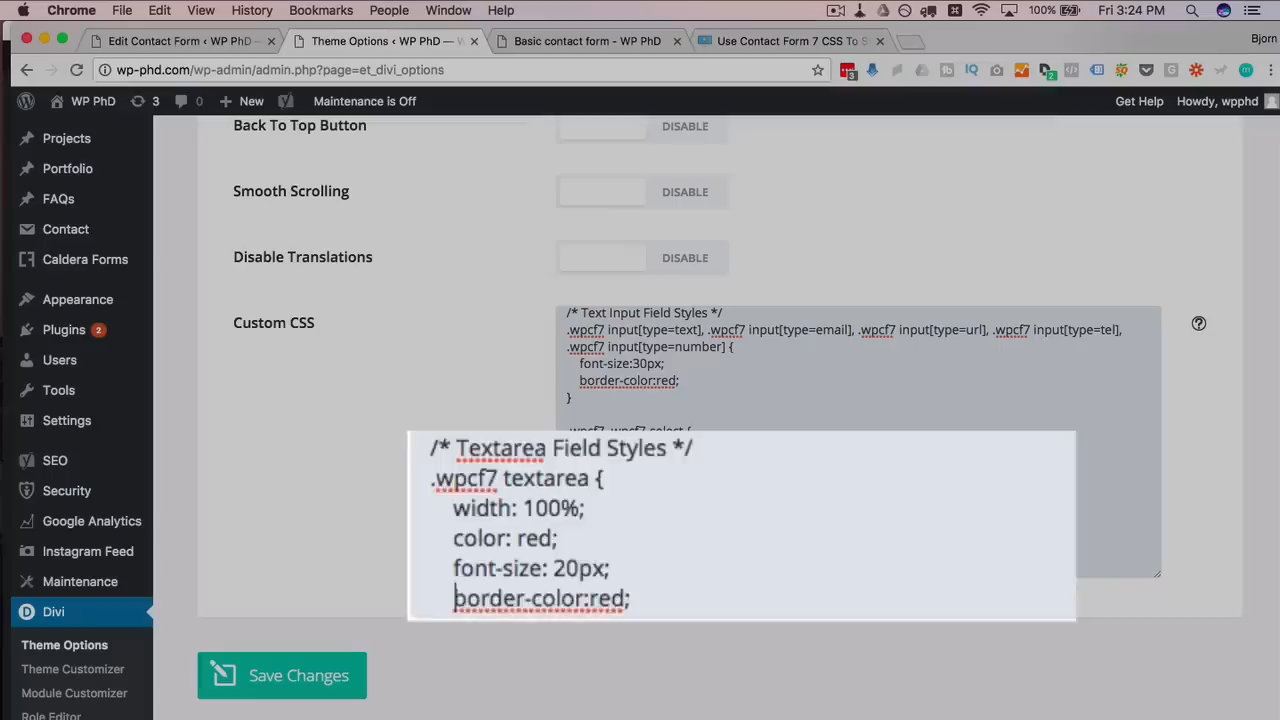 Chrome File Edit View History Bookmarks People Window Help 100% Fri 3:24 PM
Edit Contact Form ‹ WP PhD — Theme Options ‹ WP PhD — W Basic contact form - WP PhD Use Contact Form 7 CSS To S Bjorn
wp-phd.com/wp-admin/admin.php?page=et_divi_options
WP PhD 3 0 New Maintenance is Off Get Help Howdy, wpphd
Projects
Portfolio
FAQs
Contact
Caldera Forms
Appearance
Plugins 2
Users
Tools
Settings
SEO
Security
Google Analytics
Instagram Feed
Maintenance
Divi
Theme Options
Theme Customizer
Module Customizer
Role Editor
Back To Top Button DISABLE
Smooth Scrolling DISABLE
Disable Translations DISABLE
Custom CSS
/* Text Input Field Styles */
.wpcf7 input[type=text], .wpcf7 input[type=email], .wpcf7 input[type=url], .wpcf7 input[type=tel],
.wpcf7 input[type=number] {
font-size:30px;
border-color:red;
}
/* Textarea Field Styles */
.wpcf7 textarea {
width: 100%;
color: red;
font-size: 20px;
border-color:red;
Save Changes